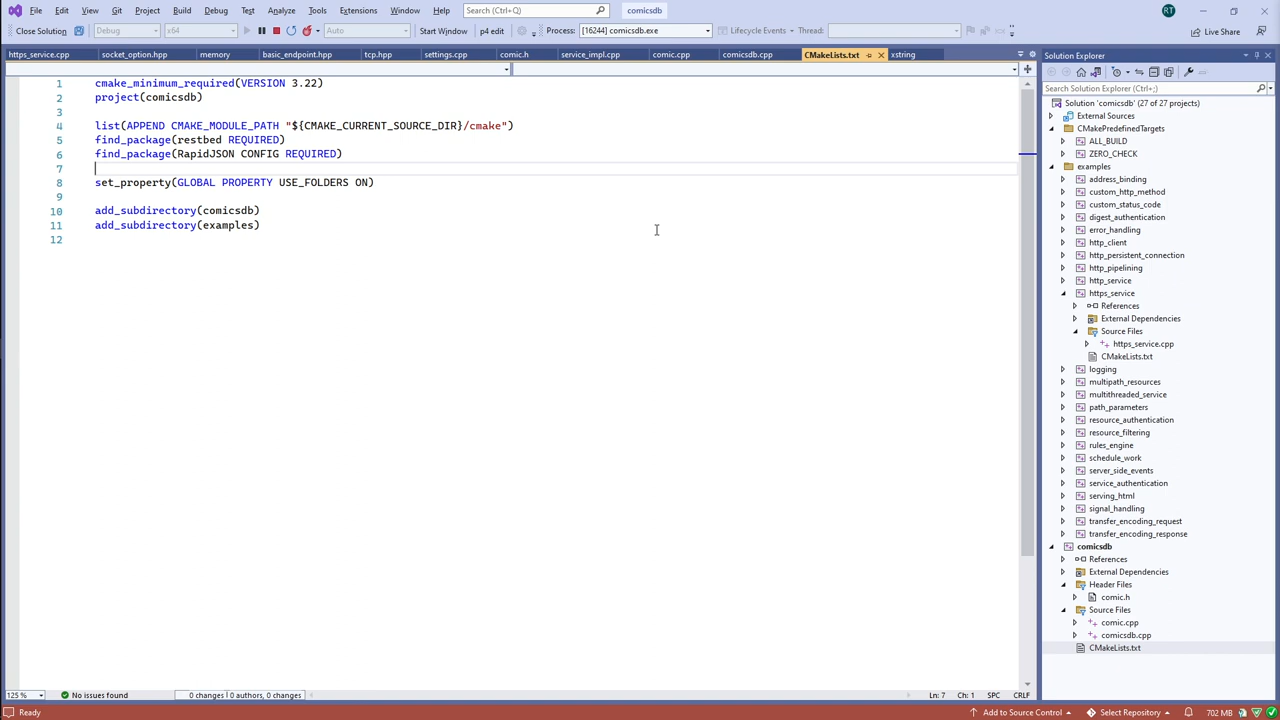 File Edit View Git Project Build Debug Test Analyze Tools Extensions Window Help Search (Ctrl+Q) comicsdb RT
Close Solution Debug x64 Auto Start Window p4 edit Process: [16244] comicsdb.exe Lifecycle Events Thread: Live Share
https_service.cpp socket_option.hpp memory basic_endpoint.hpp tcp.hpp settings.cpp comic.h service_impl.cpp comic.cpp comicsdb.cpp CMakeLists.txt xstring
1 cmake_minimum_required(VERSION 3.22)
2 project(comicsdb)
3
4 list(APPEND CMAKE_MODULE_PATH "${CMAKE_CURRENT_SOURCE_DIR}/cmake")
5 find_package(restbed REQUIRED)
6 find_package(RapidJSON CONFIG REQUIRED)
7
8 set_property(GLOBAL PROPERTY USE_FOLDERS ON)
9
10 add_subdirectory(comicsdb)
11 add_subdirectory(examples)
12
125 % No issues found 0 changes | 0 authors, 0 changes Ln: 7 Ch: 1 SPC CRLF
Solution Explorer
Search Solution Explorer (Ctrl+;)
Solution 'comicsdb' (27 of 27 projects)
External Sources
CMakePredefinedTargets
ALL_BUILD
ZERO_CHECK
examples
address_binding
custom_http_method
custom_status_code
digest_authentication
error_handling
http_client
http_persistent_connection
http_pipelining
http_service
https_service
References
External Dependencies
Source Files
https_service.cpp
CMakeLists.txt
logging
multipath_resources
multithreaded_service
path_parameters
resource_authentication
resource_filtering
rules_engine
schedule_work
server_side_events
service_authentication
serving_html
signal_handling
transfer_encoding_request
transfer_encoding_response
comicsdb
References
External Dependencies
Header Files
comic.h
Source Files
comic.cpp
comicsdb.cpp
CMakeLists.txt
Ready Add to Source Control Select Repository 702 MB